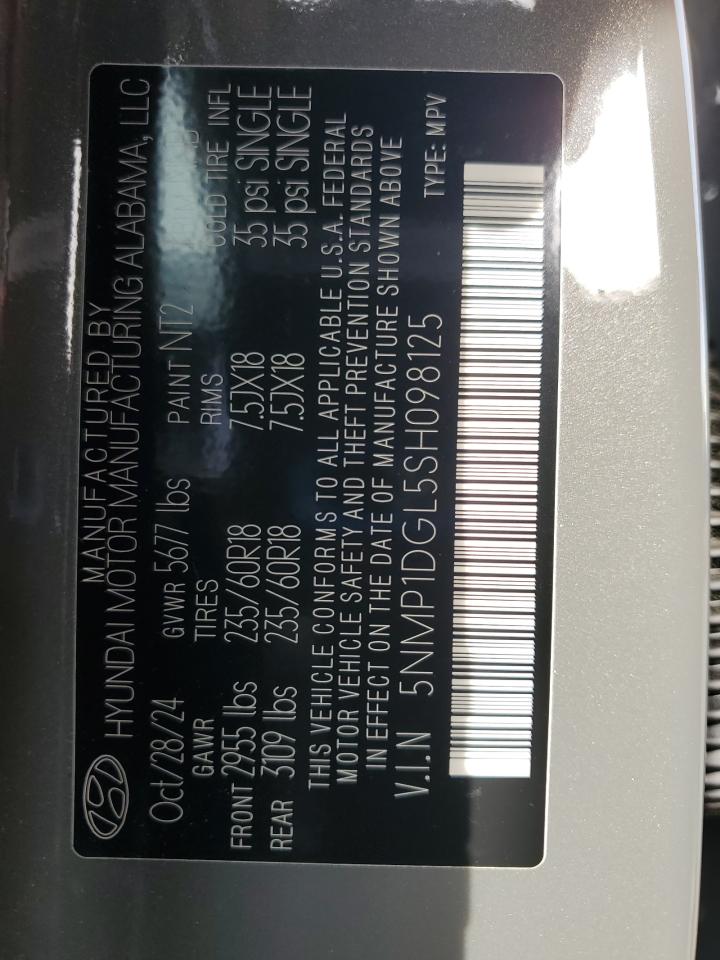 MANUFACTURED BY
HYUNDAI MOTOR MANUFACTURING ALABAMA, LLC
Oct/28/24 GVWR 5677 lbs PAINT NT2
GAWR TIRES RIMS COLD TIRE INFL
FRONT 2955 lbs 235/60R18 7.5JX18 35 psi SINGLE
REAR 3109 lbs 235/60R18 7.5JX18 35 psi SINGLE
THIS VEHICLE CONFORMS TO ALL APPLICABLE U.S.A. FEDERAL
MOTOR VEHICLE SAFETY AND THEFT PREVENTION STANDARDS
IN EFFECT ON THE DATE OF MANUFACTURE SHOWN ABOVE
V.I.N 5NMP1DGL5SH098125 TYPE: MPV